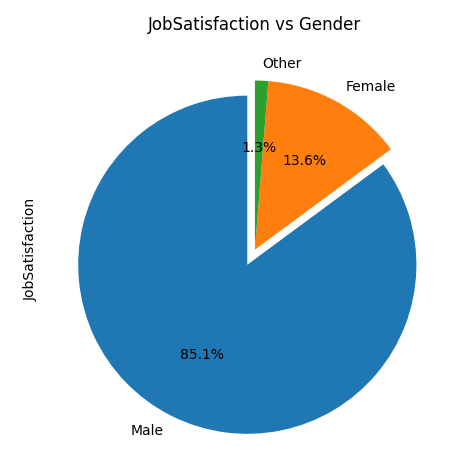 JobSatisfaction vs Gender
Other
Female
1.3%
13.6%
JobSatisfaction
85.1%
Male